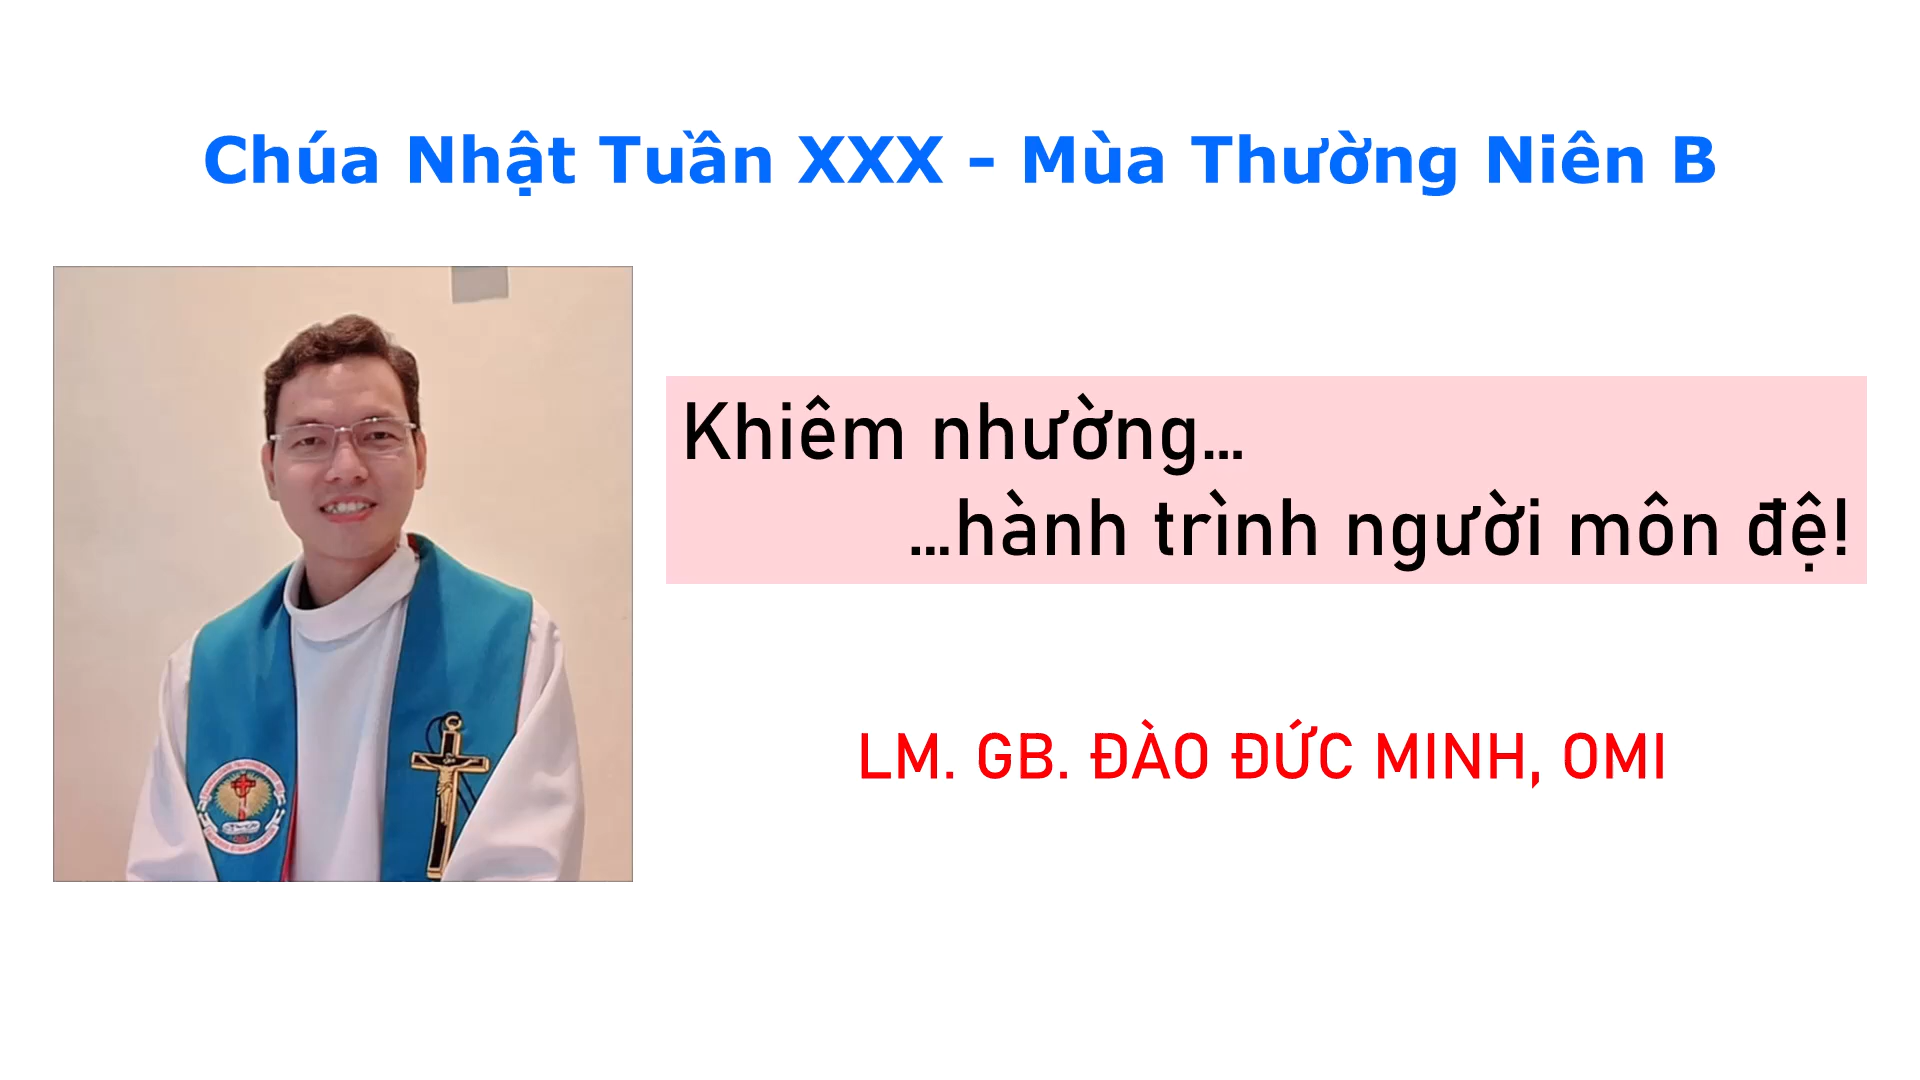 Chúa Nhật Tuần XXX - Mùa Thường Niên B
Khiêm nhường...
...hành trình người môn đệ!
LM. GB. ĐÀO ĐỨC MINH, OMI